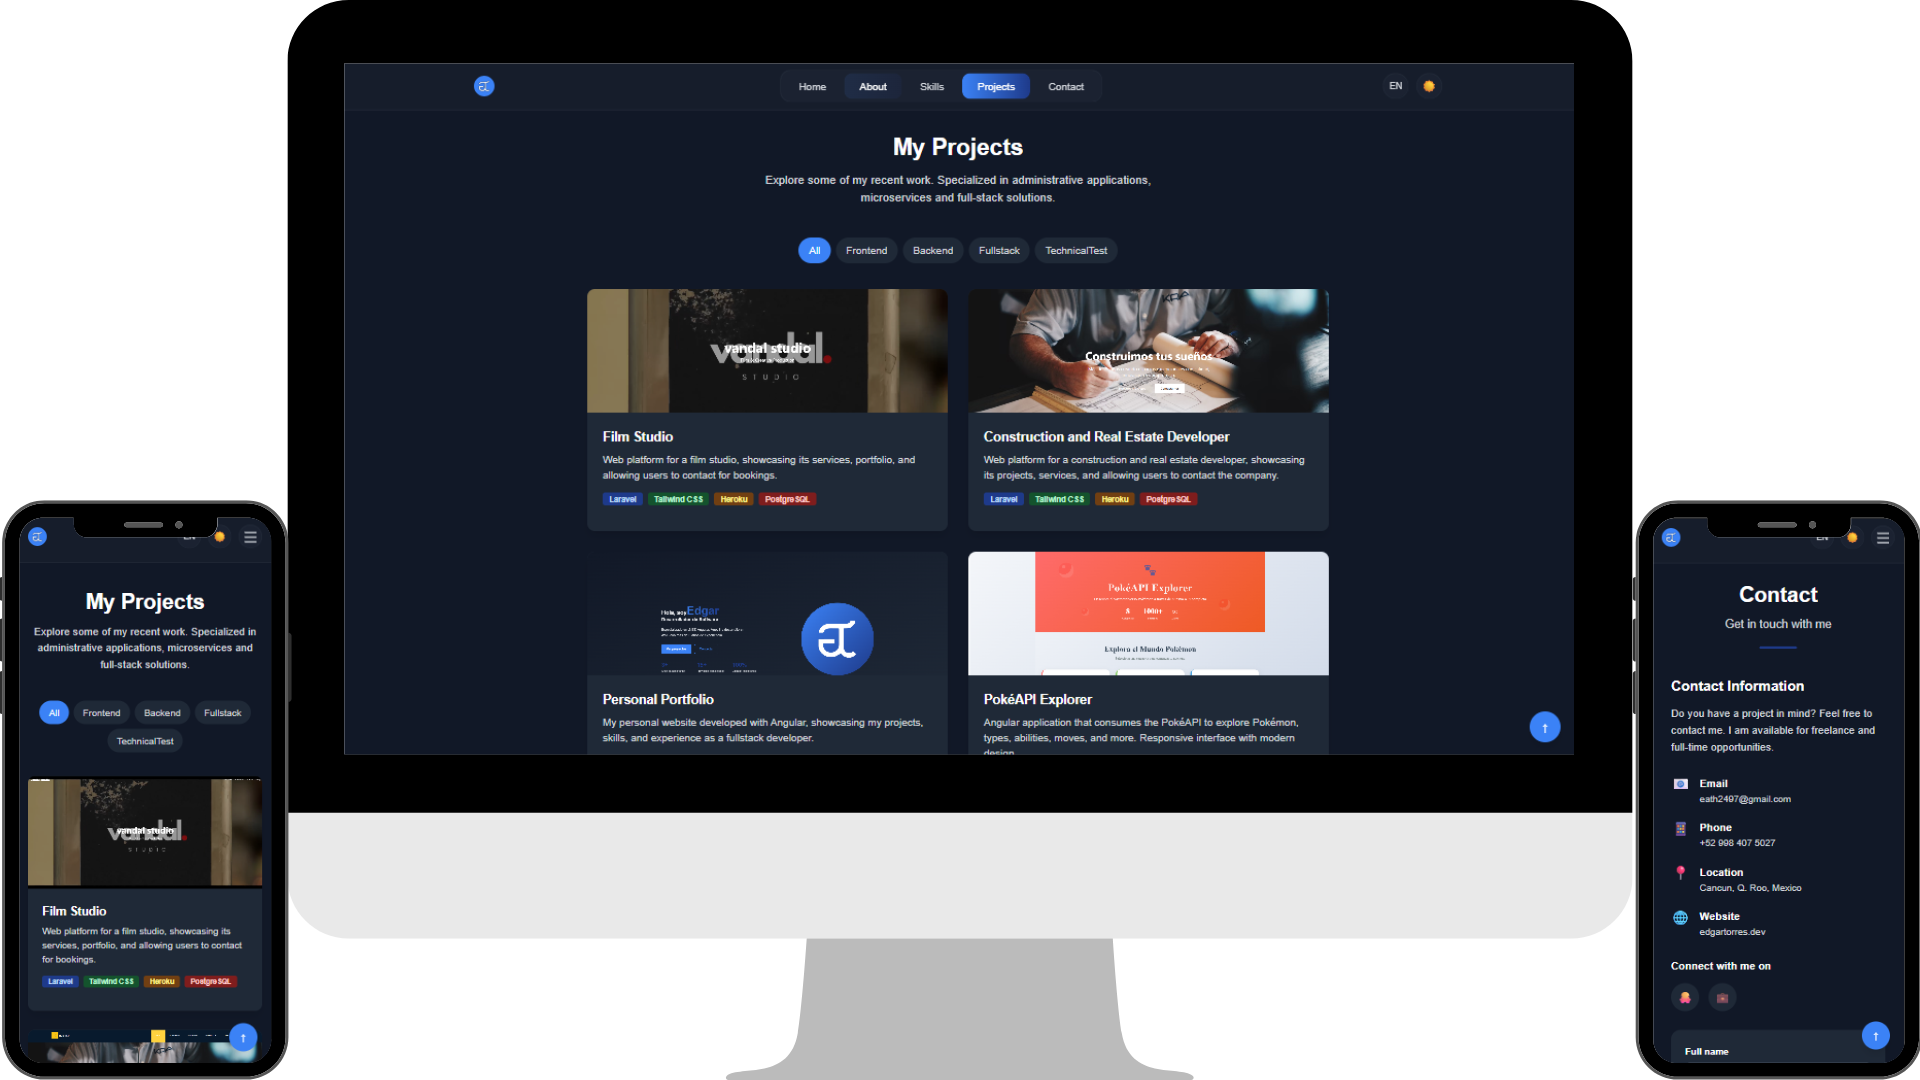 Home
About
Skills
Projects
Contact
EN
My Projects
Explore some of my recent work. Specialized in administrative applications,
microservices and full-stack solutions.
All
Frontend
Backend
Fullstack
TechnicalTest
vandal studio
vandal.
STUDIO
Construimos tus sueños
Film Studio
Web platform for a film studio, showcasing its services, portfolio, and
allowing users to contact for bookings.
Laravel
Tailwind CSS
Heroku
PostgreSQL
Construction and Real Estate Developer
Web platform for a construction and real estate developer, showcasing
its projects, services, and allowing users to contact the company.
Laravel
Tailwind CSS
Heroku
PostgreSQL
Hola, soy Edgar
PokéAPI Explorer
1000+
Explora el Mundo Pokémon
Personal Portfolio
My personal website developed with Angular, showcasing my projects,
skills, and experience as a fullstack developer.
PokéAPI Explorer
Angular application that consumes the PokéAPI to explore Pokémon,
types, abilities, moves, and more. Responsive interface with modern
design
↑
EN
My Projects
Explore some of my recent work. Specialized in
administrative applications, microservices and
full-stack solutions.
All
Frontend
Backend
Fullstack
TechnicalTest
vandal studio
vandal.
STUDIO
Film Studio
Web platform for a film studio, showcasing its
services, portfolio, and allowing users to contact
for bookings.
Laravel
Tailwind CSS
Heroku
PostgreSQL
↑
EN
Contact
Get in touch with me
Contact Information
Do you have a project in mind? Feel free to
contact me. I am available for freelance and
full-time opportunities.
Email
eath2497@gmail.com
Phone
+52 998 407 5027
Location
Cancun, Q. Roo, Mexico
Website
edgartorres.dev
Connect with me on
↑
Full name